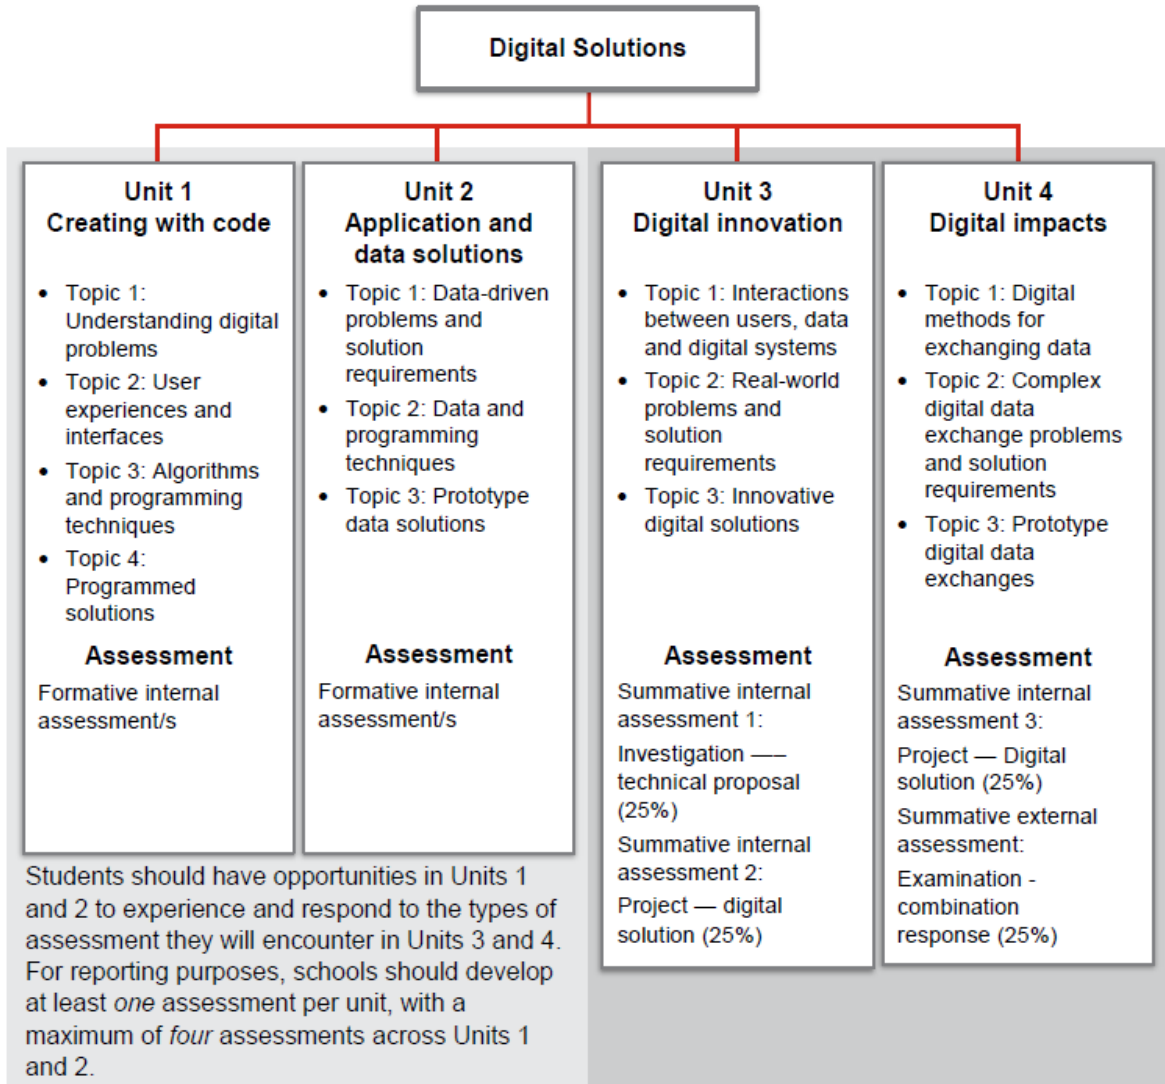 Digital Solutions
Unit 1
Creating with code
• Topic 1:
Understanding digital
problems
• Topic 2: User
experiences and
interfaces
• Topic 3: Algorithms
and programming
techniques
• Topic 4:
Programmed
solutions
Assessment
Formative internal
assessment/s
Unit 2
Application and
data solutions
• Topic 1: Data-driven
problems and
solution
requirements
• Topic 2: Data and
programming
techniques
• Topic 3: Prototype
data solutions
Assessment
Formative internal
assessment/s
Students should have opportunities in Units 1
and 2 to experience and respond to the types of
assessment they will encounter in Units 3 and 4.
For reporting purposes, schools should develop
at least one assessment per unit, with a
maximum of four assessments across Units 1
and 2.
Unit 3
Digital innovation
• Topic 1: Interactions
between users, data
and digital systems
• Topic 2: Real-world
problems and
solution
requirements
• Topic 3: Innovative
digital solutions
Assessment
Summative internal
assessment 1:
Investigation —–
technical proposal
(25%)
Summative internal
assessment 2:
Project — digital
solution (25%)
Unit 4
Digital impacts
• Topic 1: Digital
methods for
exchanging data
• Topic 2: Complex
digital data
exchange problems
and solution
requirements
• Topic 3: Prototype
digital data
exchanges
Assessment
Summative internal
assessment 3:
Project — Digital
solution (25%)
Summative external
assessment:
Examination -
combination
response (25%)